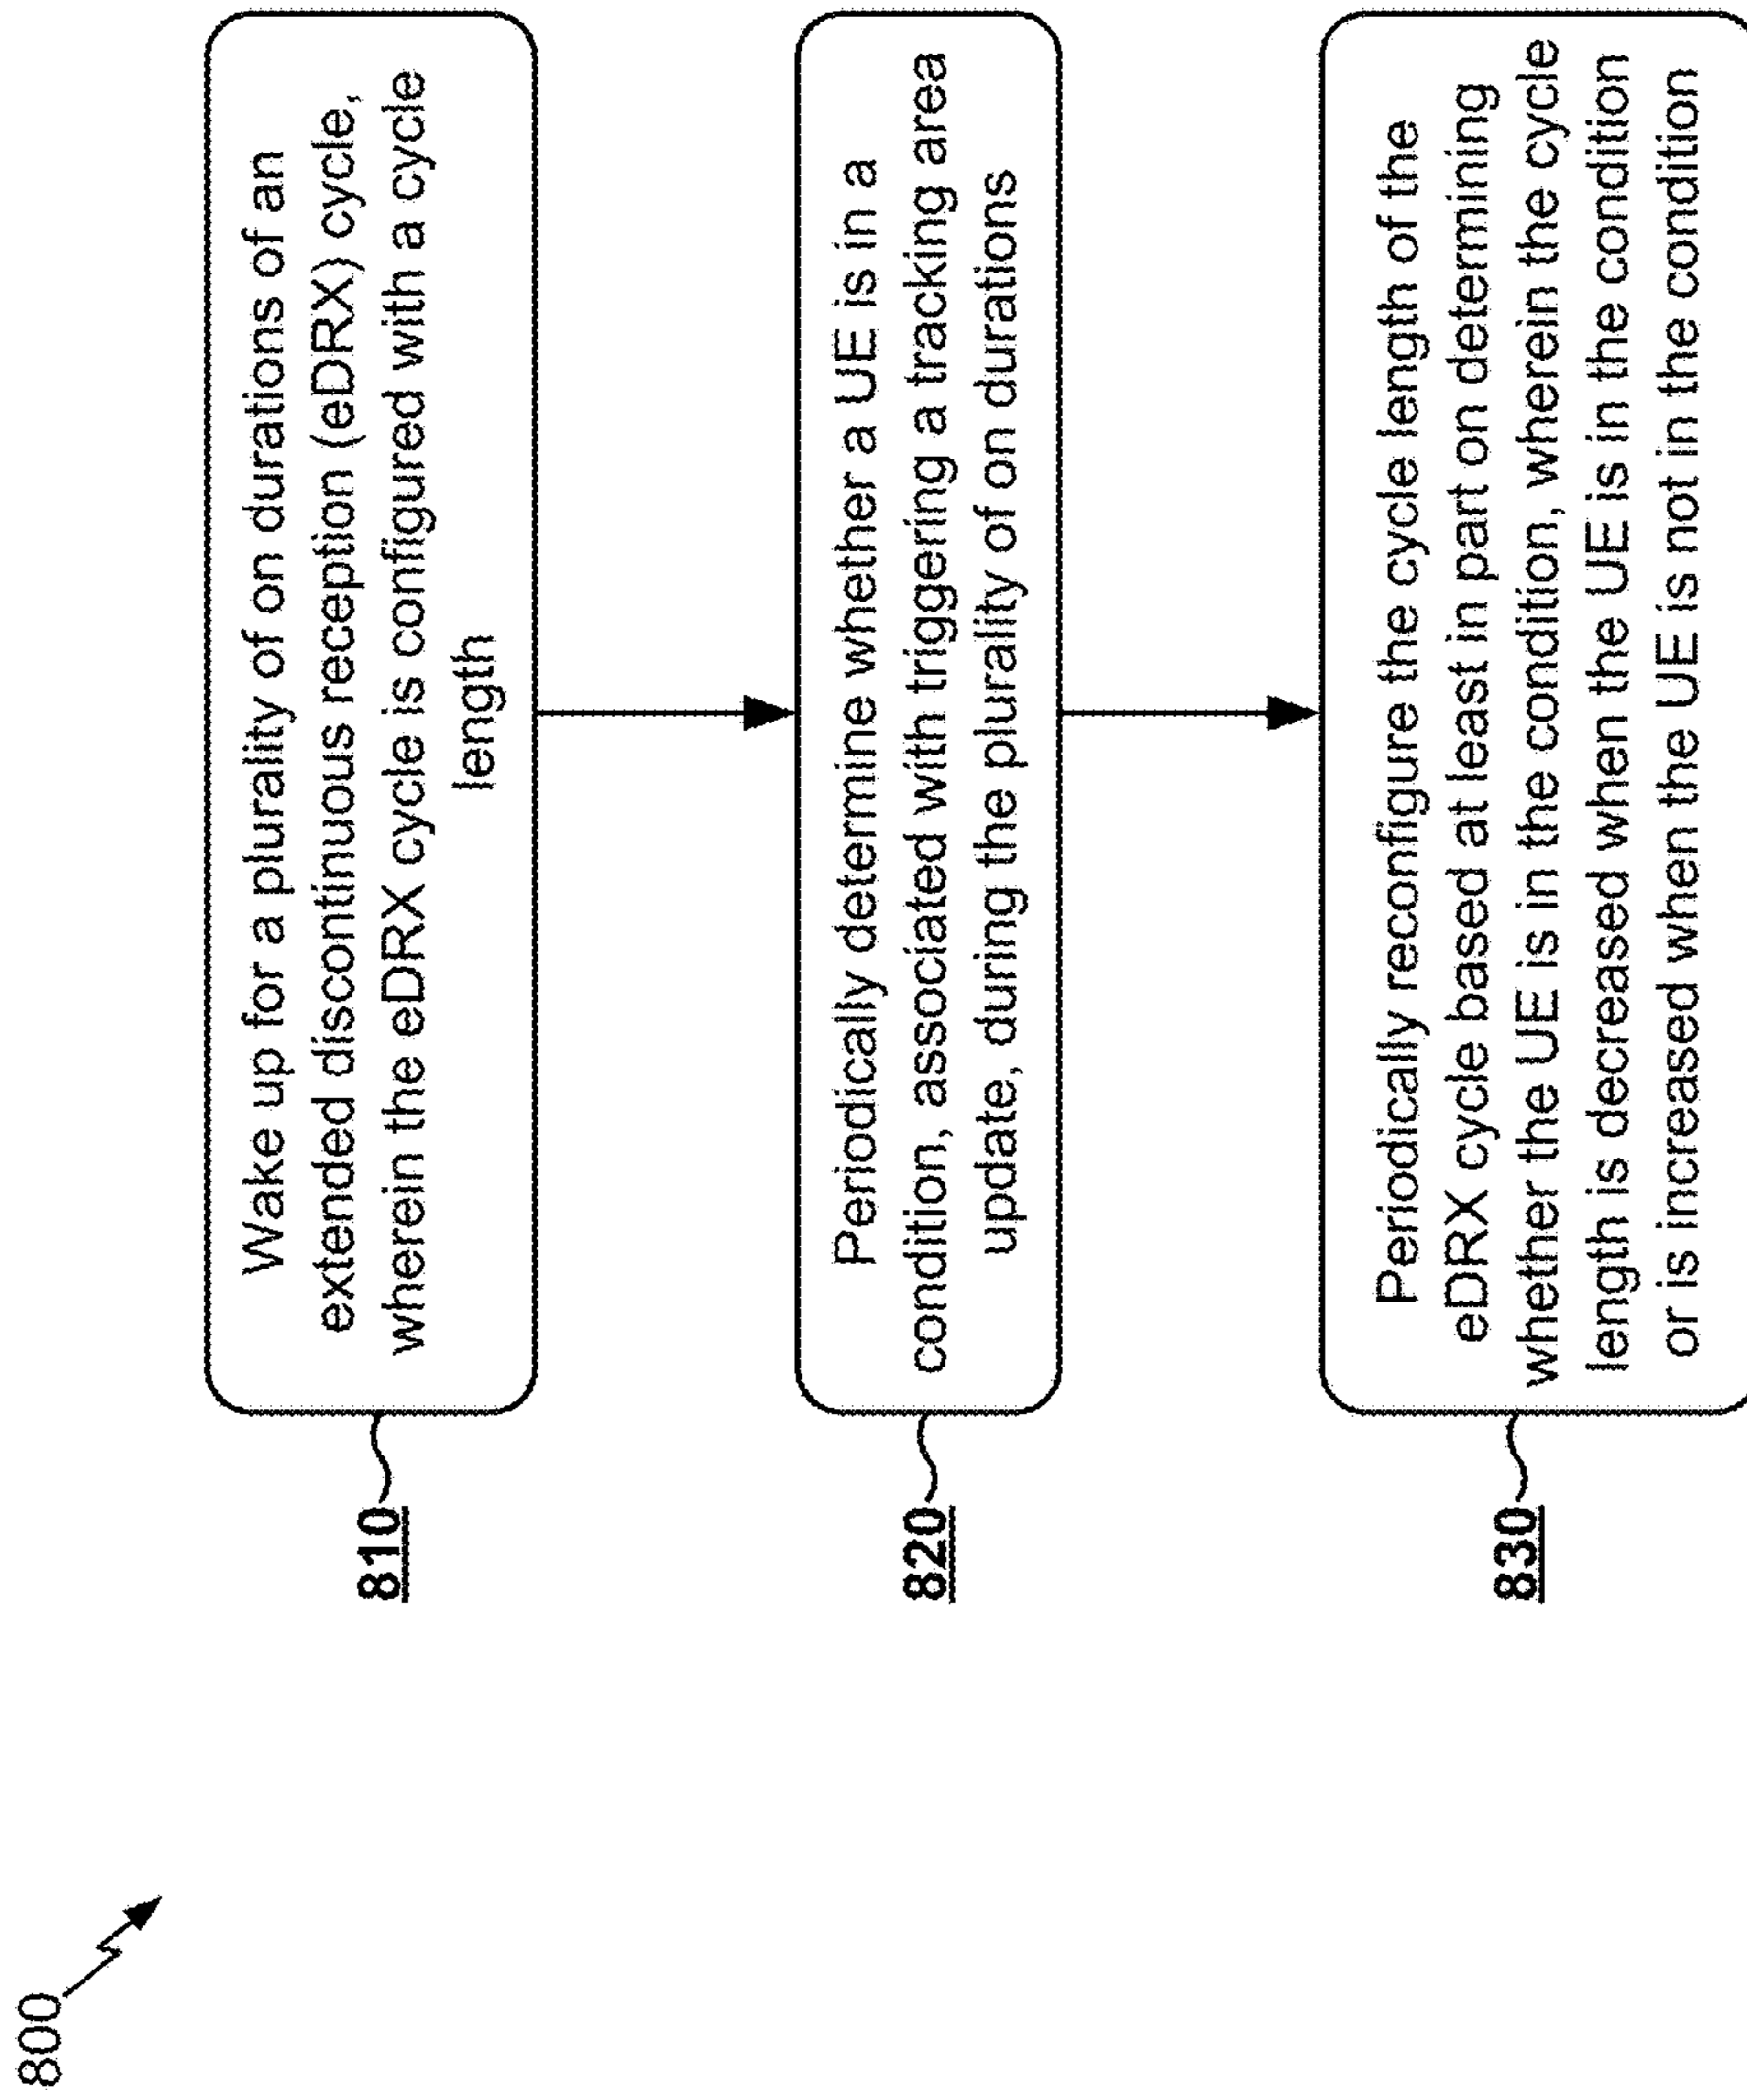 800
810
Wake up for a plurality of on durations of an
extended discontinuous reception (eDRX) cycle,
wherein the eDRX cycle is configured with a cycle
length
820
Periodically determine whether a UE is in a
condition, associated with triggering a tracking area
update, during the plurality of on durations
830
Periodically reconfigure the cycle length of the
eDRX cycle based at least in part on determining
whether the UE is in the condition, wherein the cycle
length is decreased when the UE is in the condition
or is increased when the UE is not in the condition